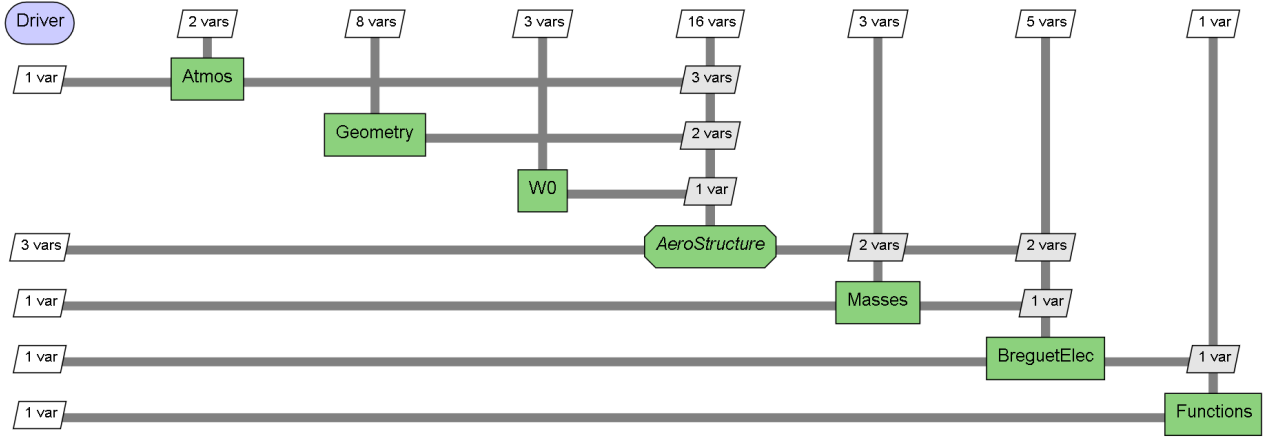 Driver
2 vars
8 vars
3 vars
16 vars
3 vars
5 vars
1 var
1 var
Atmos
3 vars
Geometry
2 vars
W0
1 var
3 vars
AeroStructure
2 vars
2 vars
1 var
Masses
1 var
1 var
BreguetElec
1 var
1 var
Functions